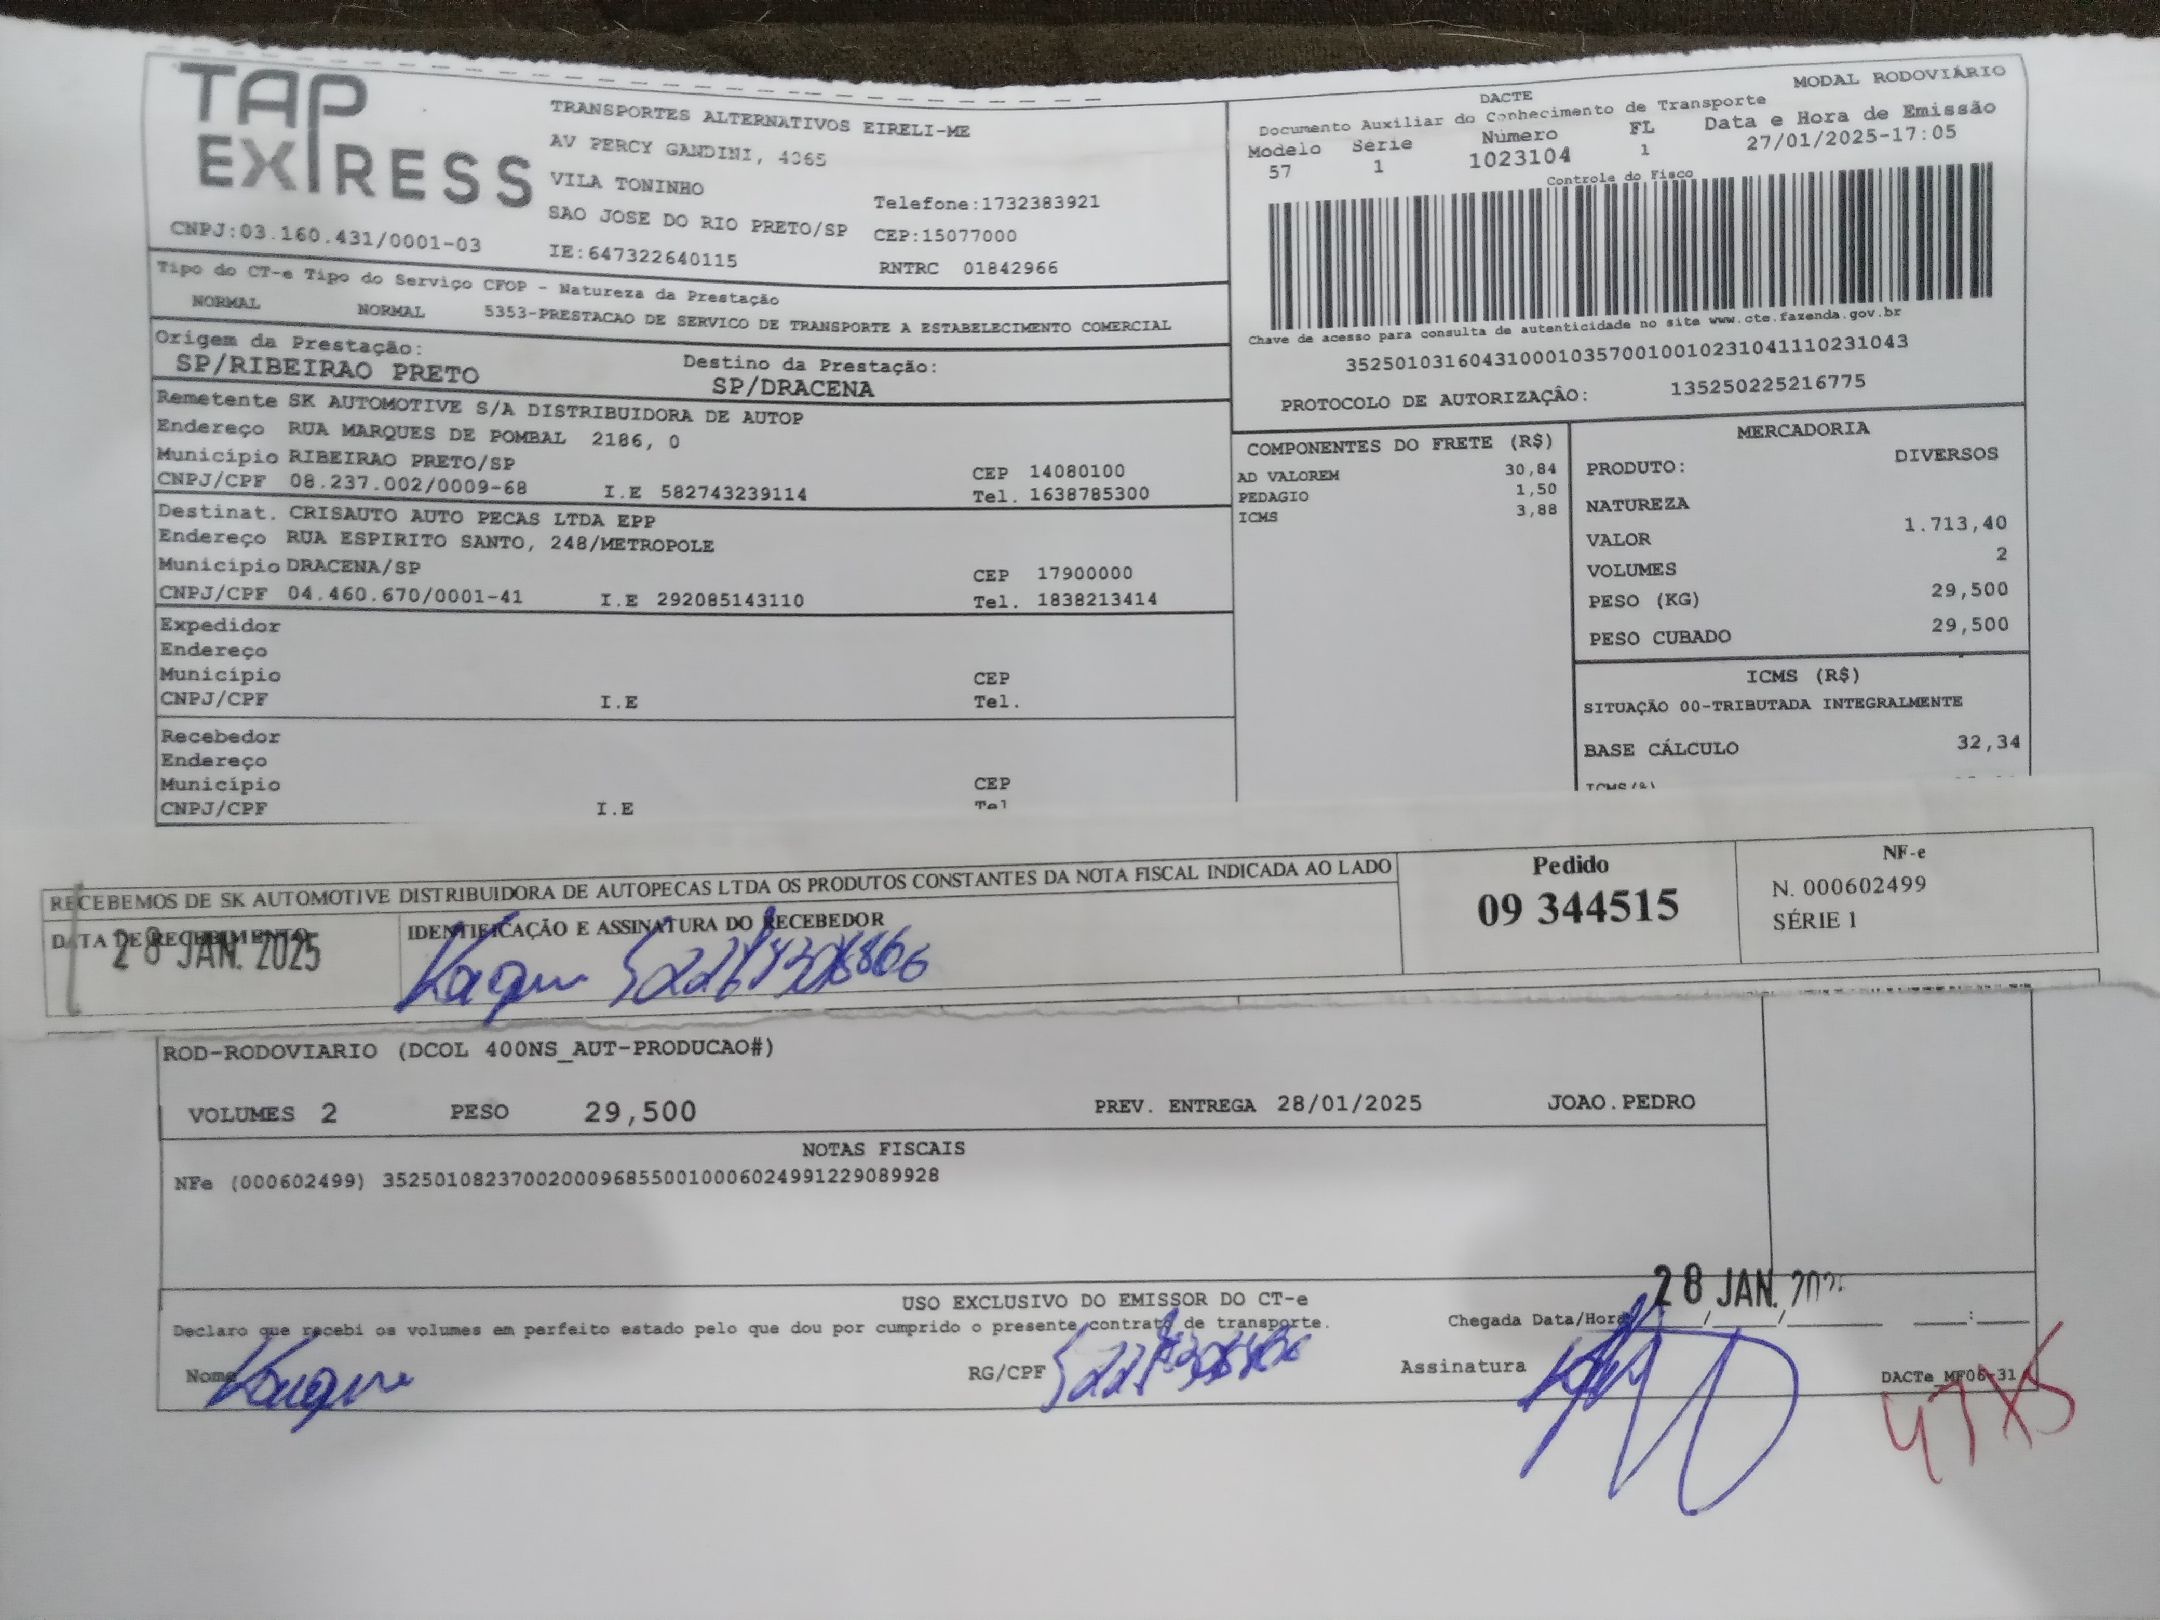 TAP EXPRESS
TRANSPORTES ALTERNATIVOS EIRELI-ME
AV PERCY GANDINI, 4365
VILA TONINHO
SAO JOSE DO RIO PRETO/SP
Telefone:1732383921
CEP:15077000
CNPJ:03.160.431/0001-03
IE:647322640115
RNTRC 01842966
DACTE
MODAL RODOVIÁRIO
Documento Auxiliar do Conhecimento de Transporte
Modelo Série Número FL Data e Hora de Emissão
57 1 1023104 1 27/01/2025-17:05
Controle do Fisco
Chave de acesso para consulta de autenticidade no site www.cte.fazenda.gov.br
35250103160431000103570010010231041110231043
PROTOCOLO DE AUTORIZAÇÃO: 135250225216775
Tipo do CT-e Tipo do Serviço CFOP - Natureza da Prestação
NORMAL NORMAL 5353-PRESTACAO DE SERVICO DE TRANSPORTE A ESTABELECIMENTO COMERCIAL
Origem da Prestação: Destino da Prestação:
SP/RIBEIRAO PRETO SP/DRACENA
Remetente SK AUTOMOTIVE S/A DISTRIBUIDORA DE AUTOP
Endereço RUA MARQUES DE POMBAL 2186, 0
Município RIBEIRAO PRETO/SP CEP 14080100
CNPJ/CPF 08.237.002/0009-68 I.E 582743239114 Tel. 1638785300
Destinat. CRISAUTO AUTO PECAS LTDA EPP
Endereço RUA ESPIRITO SANTO, 248/METROPOLE
Município DRACENA/SP CEP 17900000
CNPJ/CPF 04.460.670/0001-41 I.E 292085143110 Tel. 1838213414
Expedidor
Endereço
Município CEP
CNPJ/CPF I.E Tel.
Recebedor
Endereço
Município CEP
CNPJ/CPF I.E Tel
COMPONENTES DO FRETE (R$)
AD VALOREM 30,84
PEDAGIO 1,50
ICMS 3,88
MERCADORIA
PRODUTO: DIVERSOS
NATUREZA
VALOR 1.713,40
VOLUMES 2
PESO (KG) 29,500
PESO CUBADO 29,500
ICMS (R$)
SITUAÇÃO 00-TRIBUTADA INTEGRALMENTE
BASE CÁLCULO 32,34
RECEBEMOS DE SK AUTOMOTIVE DISTRIBUIDORA DE AUTOPECAS LTDA OS PRODUTOS CONSTANTES DA NOTA FISCAL INDICADA AO LADO
DATA DE RECEBIMENTO
28 JAN. 2025
IDENTIFICAÇÃO E ASSINATURA DO RECEBEDOR
Pedido
09 344515
NF-e
N. 000602499
SÉRIE 1
ROD-RODOVIARIO (DCOL 400NS_AUT-PRODUCAO#)
VOLUMES 2 PESO 29,500 PREV. ENTREGA 28/01/2025 JOAO.PEDRO
NOTAS FISCAIS
NFe (000602499) 35250108237002000968550010006024991229089928
USO EXCLUSIVO DO EMISSOR DO CT-e
Declaro que recebi os volumes em perfeito estado pelo que dou por cumprido o presente contrato de transporte.
Chegada Data/Hora
28 JAN.
Nome
RG/CPF
Assinatura
DACTe_MF06-31